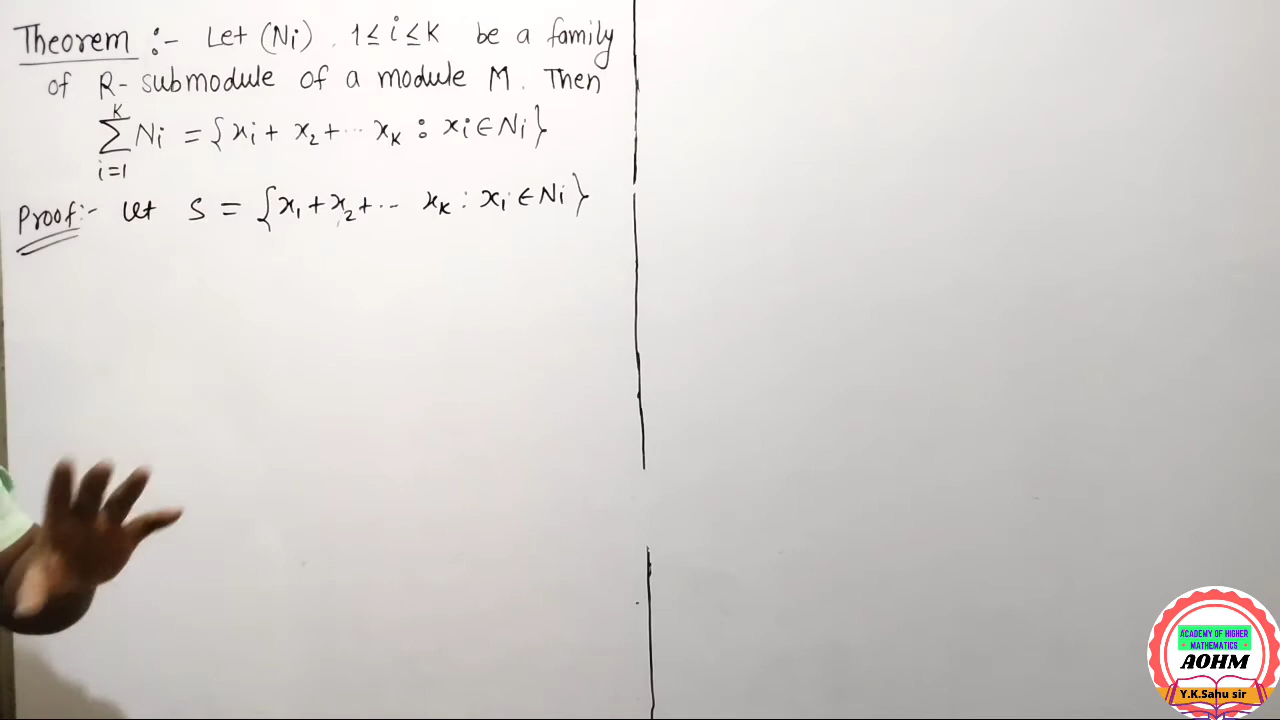 Theorem :- Let (Ni) 1≤i≤K be a family
of R-submodule of a module M. Then
K
∑ Ni = {xi + x₂ +... xₖ : xi ∈ Ni}
i=1
Proof:- Let S = {x₁ + x₂ + ... xₖ : xi ∈ Ni}
ACADEMY OF HIGHER
MATHEMATICS
AOHM
Y.K.Sahu sir